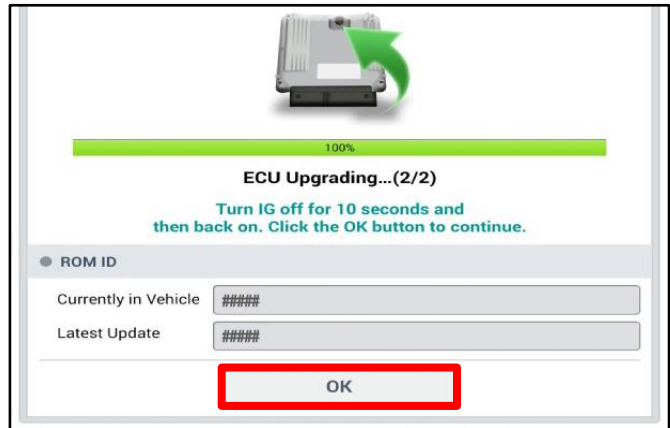 100%
ECU Upgrading...(2/2)
Turn IG off for 10 seconds and
then back on. Click the OK button to continue.
ROM ID
Currently in Vehicle #####
Latest Update #####
OK